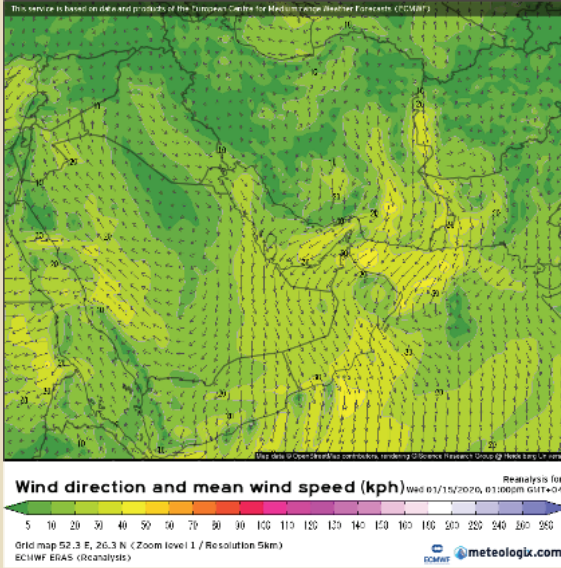 This service is based on data and products of the European Centre for Medium range Weather Forecasts (ECMWF)
Map data © OpenStreetMap contributors, rendering GIScience Research Group @ Heidelberg Univers
Wind direction and mean wind speed (kph)
Reanalysis for
Wed 01/15/2020, 01:00pm GMT+04
5 10 20 30 40 50 60 70 80 90 100 110 120 130 140 150 160 180 200 220 240 260 280
Grid map 52.3 E, 26.3 N (Zoom level 1 / Resolution 5km)
ECMWF ERA5 (Reanalysis)
ECMWF
meteologix.com